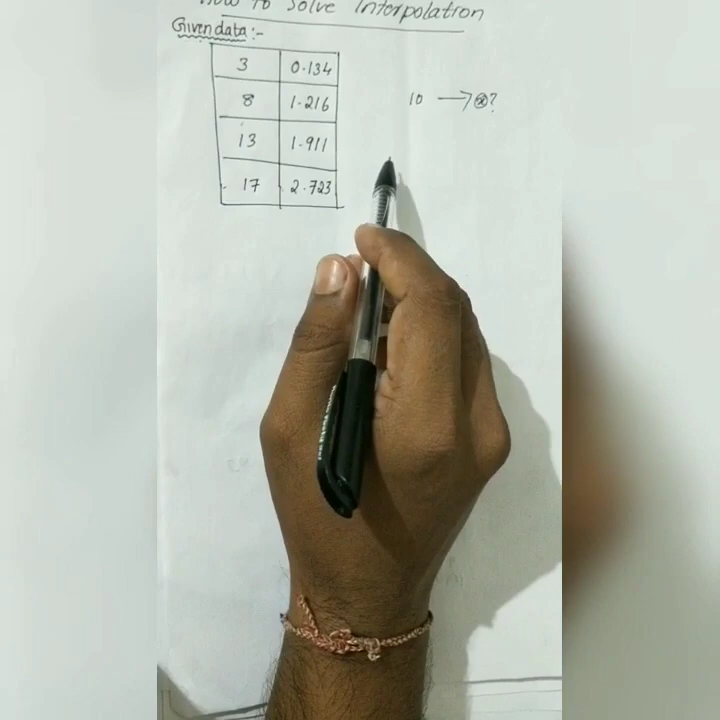 How to Solve Interpolation
Given data :-
3 0.134
8 1.216
13 1.911
17 2.723
10 → x?